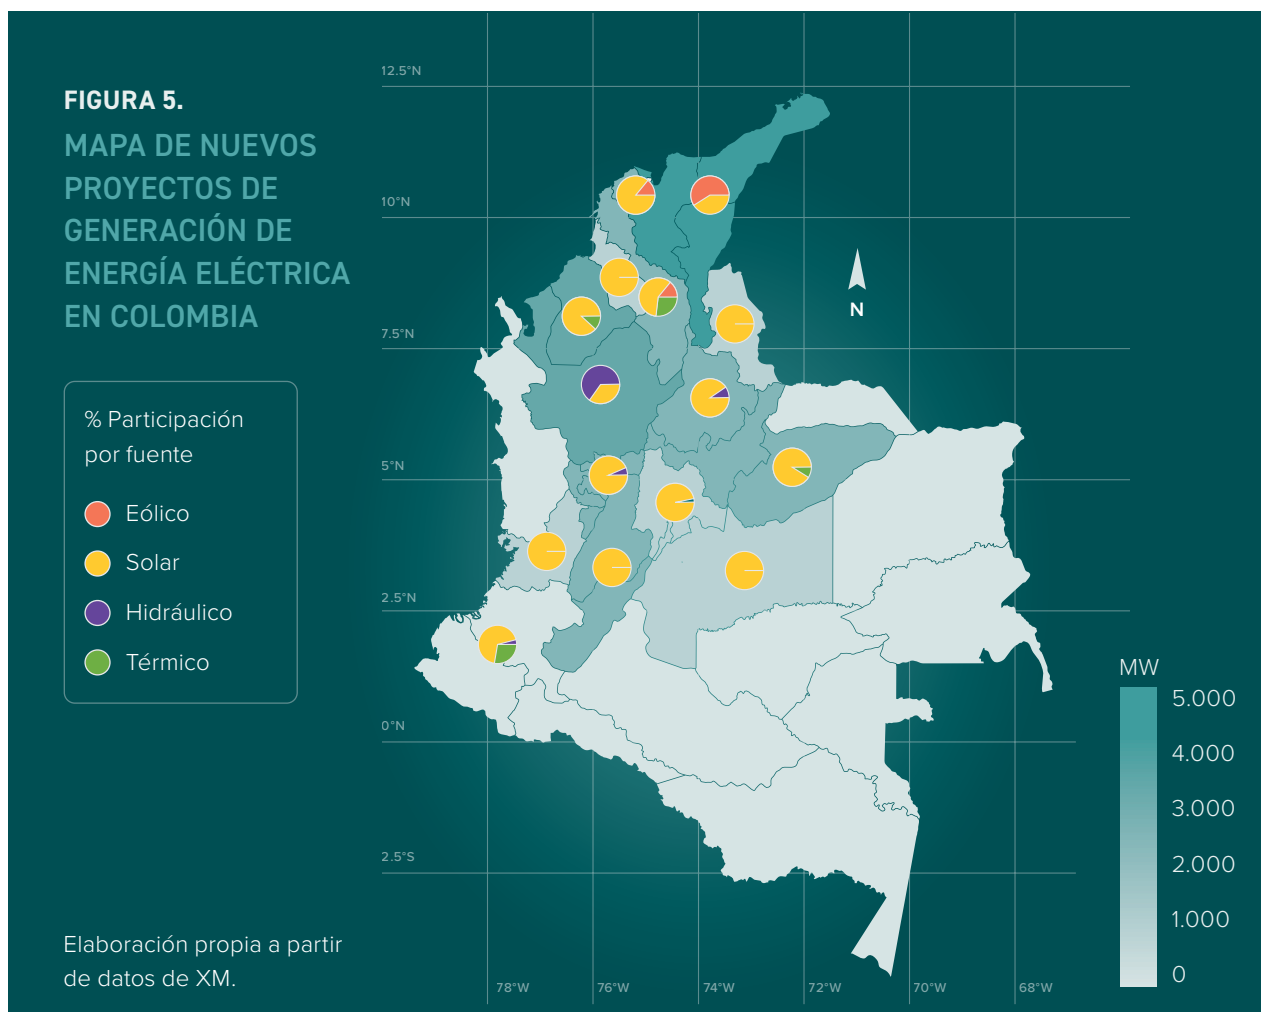 FIGURA 5.
MAPA DE NUEVOS
PROYECTOS DE
GENERACIÓN DE
ENERGÍA ELÉCTRICA
EN COLOMBIA
% Participación
por fuente
Eólico
Solar
Hidráulico
Térmico
Elaboración propia a partir
de datos de XM.
12.5°N
10°N
7.5°N
5°N
2.5°N
0°N
2.5°S
78°W
76°W
74°W
72°W
70°W
68°W
N
MW
5.000
4.000
3.000
2.000
1.000
0